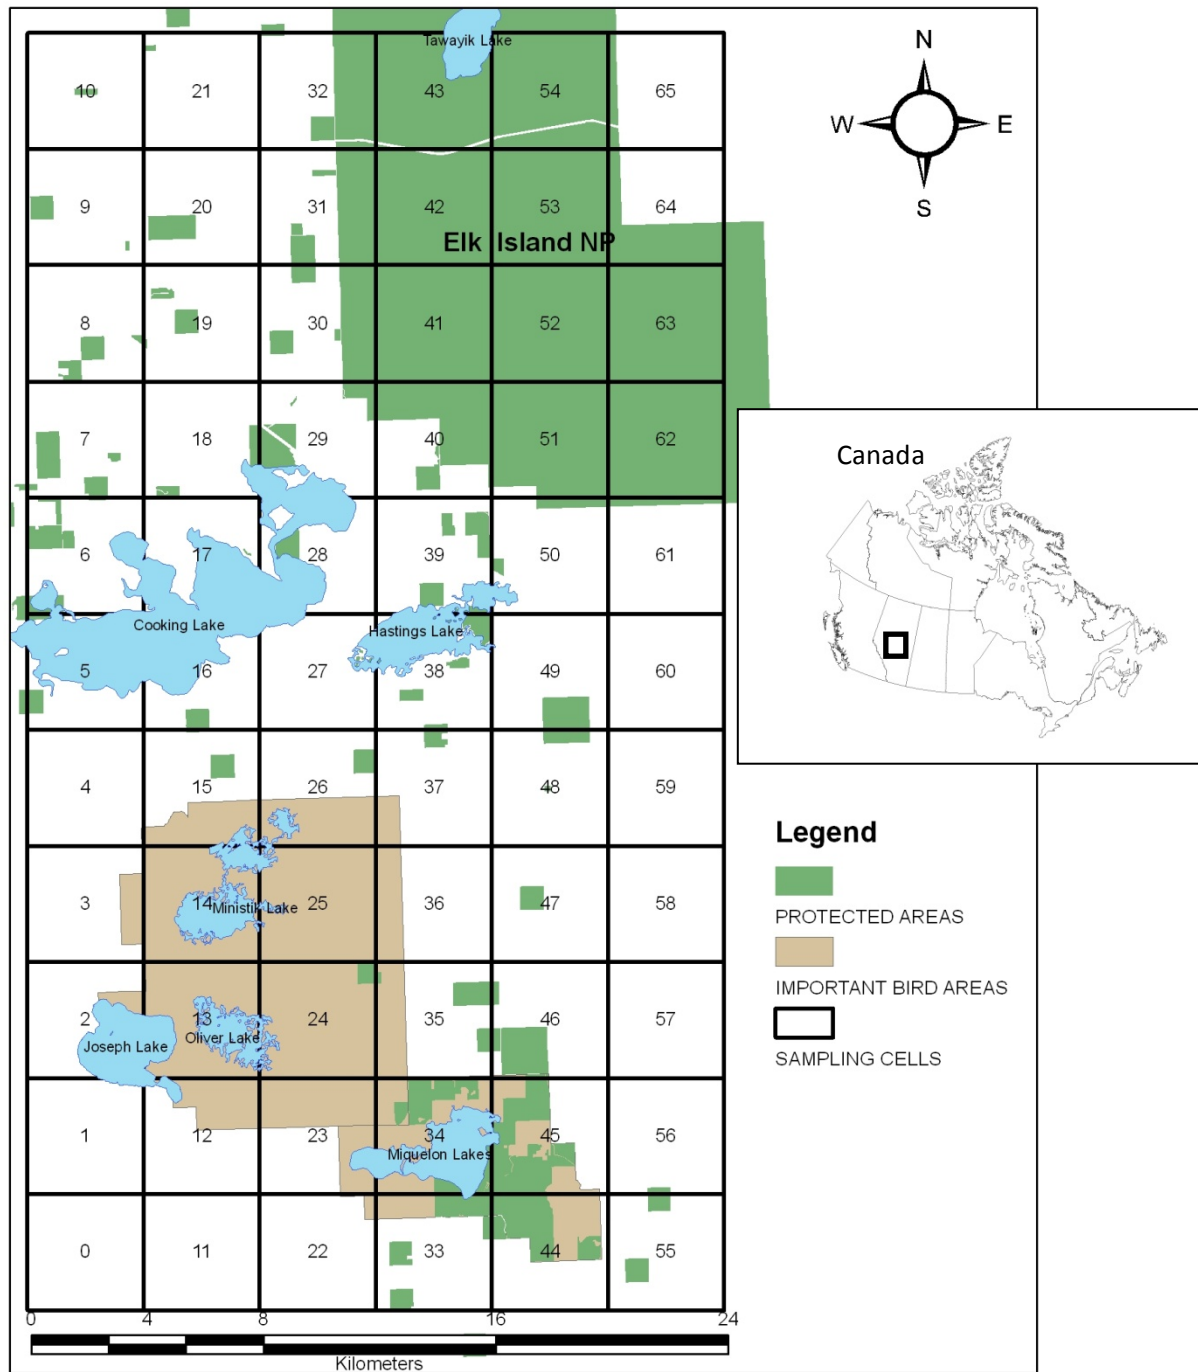 Tawayik Lake
10 21 32 43 54 65
N
W E
S
9 20 31 42 53 64
Elk Island NP
8 19 30 41 52 63
7 18 29 40 51 62
Canada
6 17 28 39 50 61
Cooking Lake
Hastings Lake
5 16 27 38 49 60
4 15 26 37 48 59
Legend
PROTECTED AREAS
3 14 25 36 47 58
Ministik Lake
IMPORTANT BIRD AREAS
2 13 24 35 46 57
Joseph Lake
Oliver Lake
SAMPLING CELLS
1 12 23 34 45 56
Miquelon Lakes
0 11 22 33 44 55
0 4 8 16 24
Kilometers